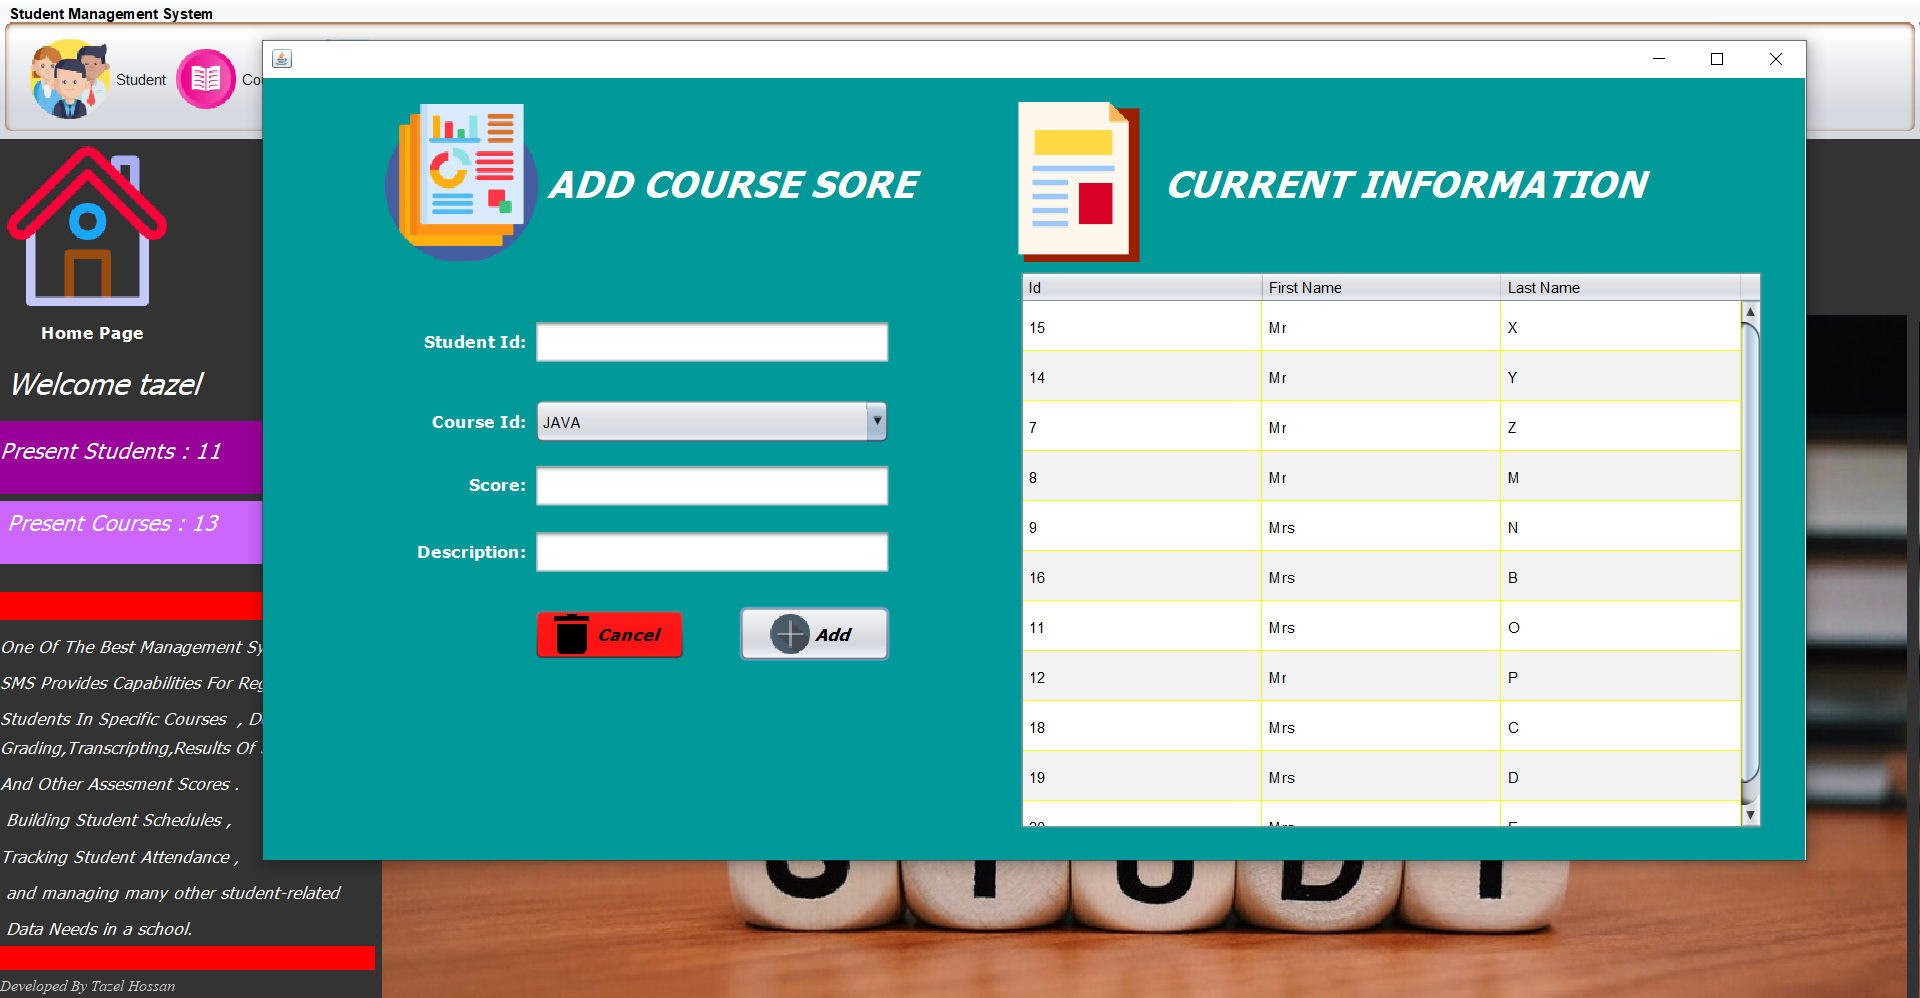 Student Management System
Student
Co
Home Page
Welcome tazel
Present Students : 11
Present Courses : 13
One Of The Best Management Sy
SMS Provides Capabilities For Reg
Students In Specific Courses , D
Grading,Transcripting,Results Of
And Other Assesment Scores .
Building Student Schedules ,
Tracking Student Attendance ,
and managing many other student-related
Data Needs in a school.
Developed By Tazel Hossan
ADD COURSE SORE
Student Id:
Course Id: JAVA
Score:
Description:
Cancel Add
CURRENT INFORMATION
Id First Name Last Name
15 Mr X
14 Mr Y
7 Mr Z
8 Mr M
9 Mrs N
16 Mrs B
11 Mrs O
12 Mr P
18 Mrs C
19 Mrs D
STUDY